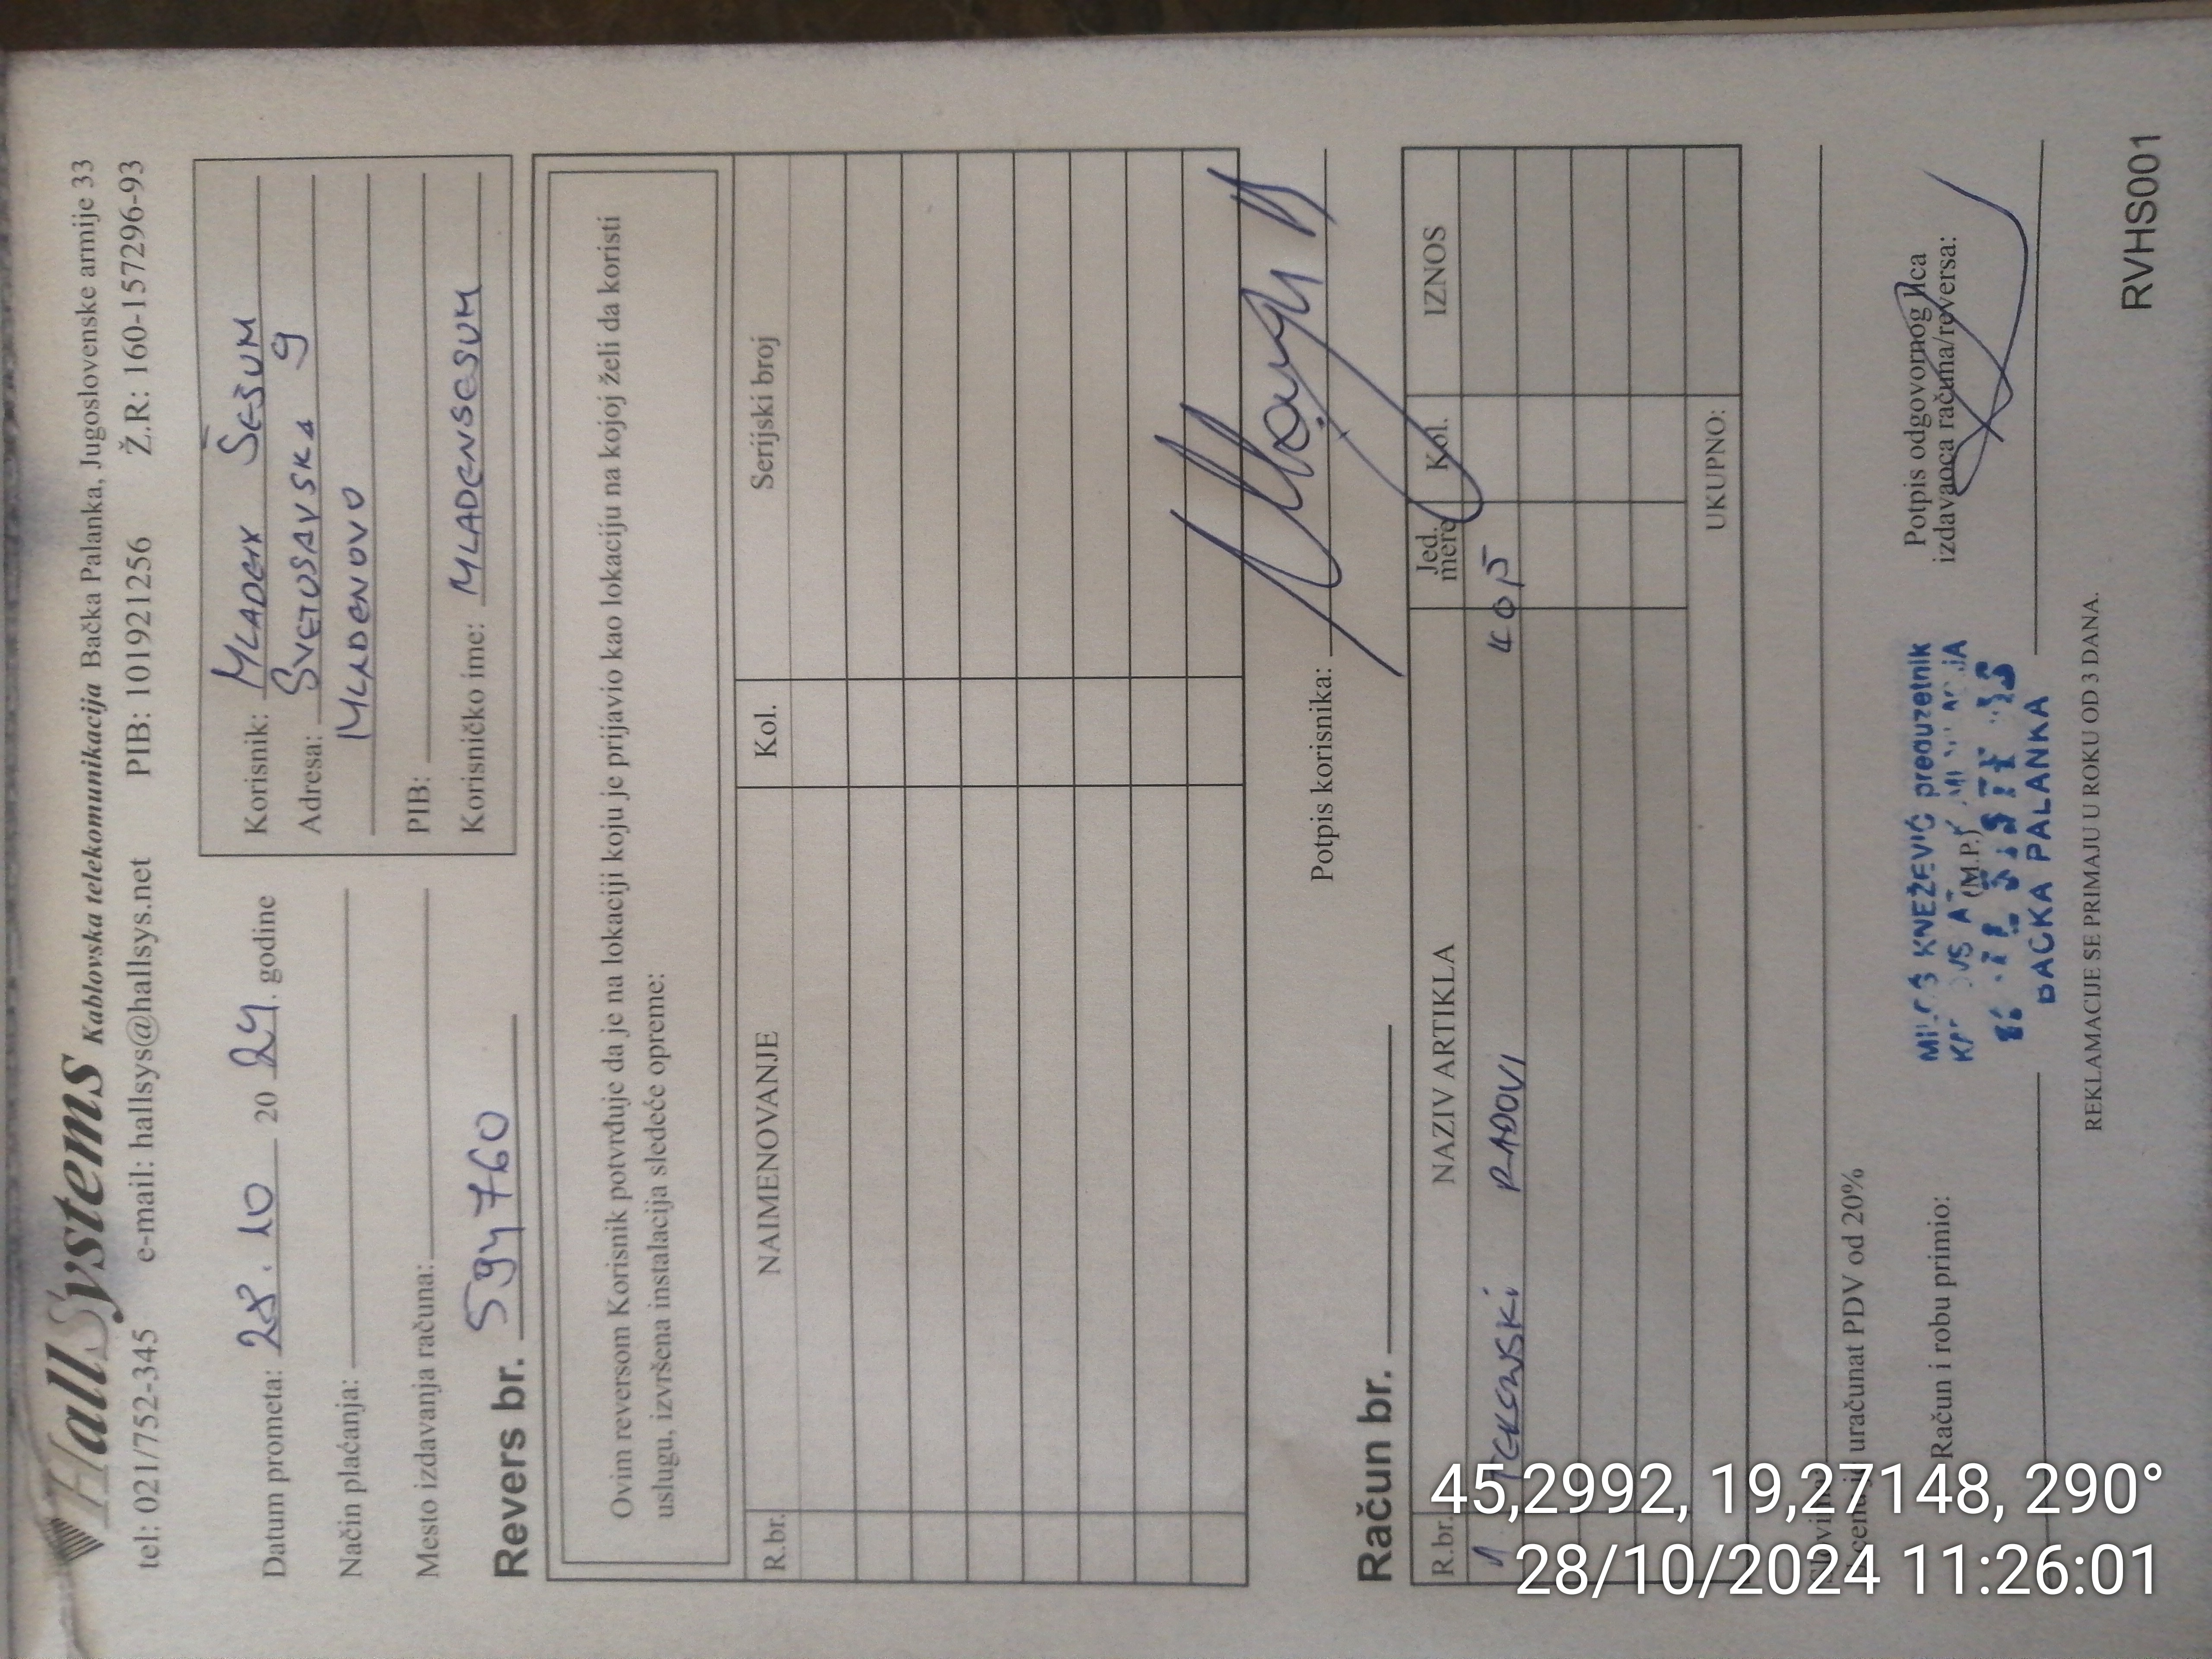 HallSystems Kablovska telekomunikacija Bačka Palanka, Jugoslovenske armije 33
tel: 021/752-345 e-mail: hallsys@hallsys.net PIB: 101921256 Ž.R: 160-157296-93
Datum prometa: 28.10 20 24. godine
Način plaćanja:
Mesto izdavanja računa:
Korisnik: MLADEN ŠEŠUM
Adresa: SVETOSAVSKA 9
MLADENOVO
PIB:
Korisničko ime: MLADENSESUM
Revers br. 594760
Ovim reversom Korisnik potvrđuje da je na lokaciji koju je prijavio kao lokaciju na kojoj želi da koristi
uslugu, izvršena instalacija sledeće opreme:
R.br. NAIMENOVANJE Kol. Serijski broj
Potpis korisnika:
Račun br.
R.br. NAZIV ARTIKLA Jed. mere Kol. IZNOS
1 RADOVI
UKUPNO:
uračunat PDV od 20%
Račun i robu primio:
(M.P.)
KNEŽEVIĆ preduzetnik
BAČKA PALANKA
Potpis odgovornog lica
izdavaoca računa/reversa:
REKLAMACIJE SE PRIMAJU U ROKU OD 3 DANA.
RVHS001
45,2992, 19,27148, 290°
28/10/2024 11:26:01